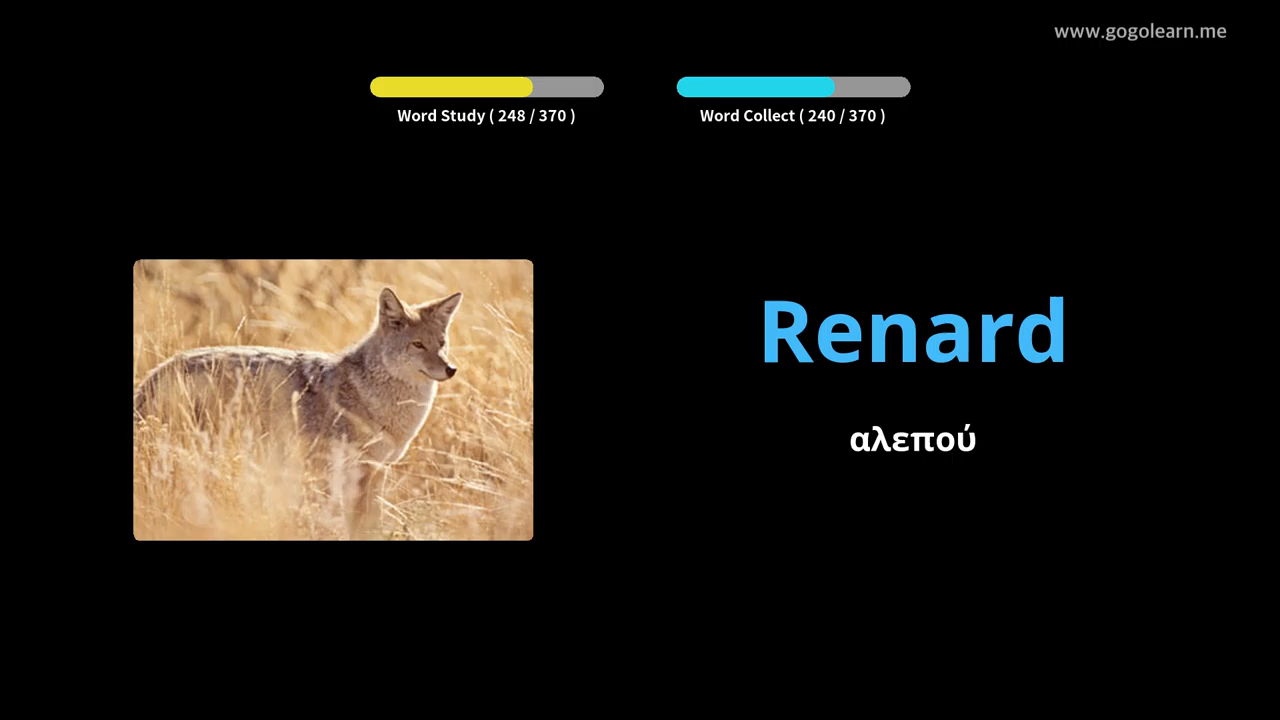 www.gogolearn.me
Word Study ( 248 / 370 )
Word Collect ( 240 / 370 )
Renard
αλεπού